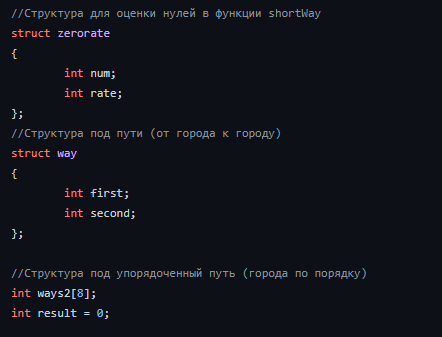 //Структура для оценки нулей в функции shortWay
struct zerorate
{
int num;
int rate;
};
//Структура под пути (от города к городу)
struct way
{
int first;
int second;
};
//Структура под упорядоченный путь (города по порядку)
int ways2[8];
int result = 0;